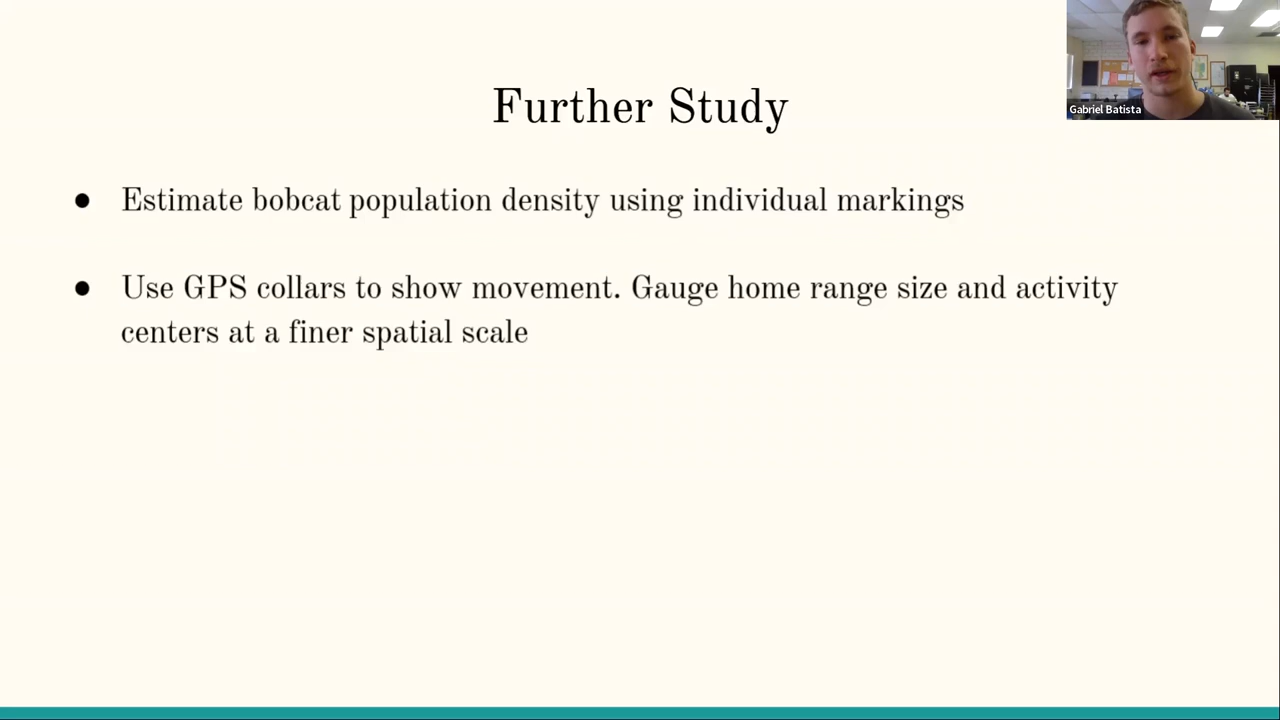 Gabriel Batista
Further Study
● Estimate bobcat population density using individual markings
● Use GPS collars to show movement. Gauge home range size and activity
centers at a finer spatial scale